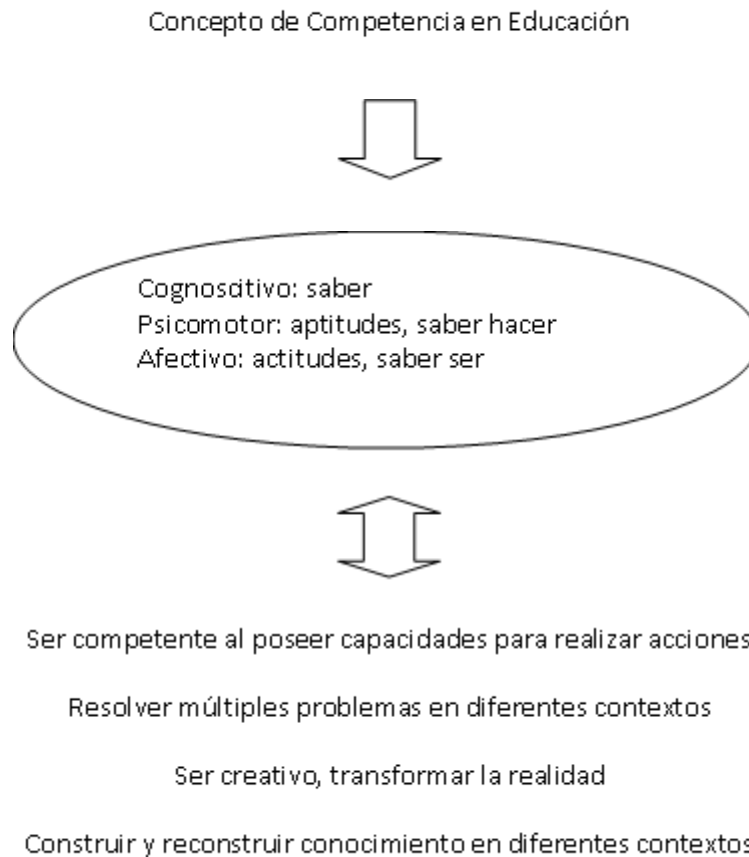 Concepto de Competencia en Educación
Cognoscitivo: saber
Psicomotor: aptitudes, saber hacer
Afectivo: actitudes, saber ser
Ser competente al poseer capacidades para realizar acciones
Resolver múltiples problemas en diferentes contextos
Ser creativo, transformar la realidad
Construir y reconstruir conocimiento en diferentes contextos